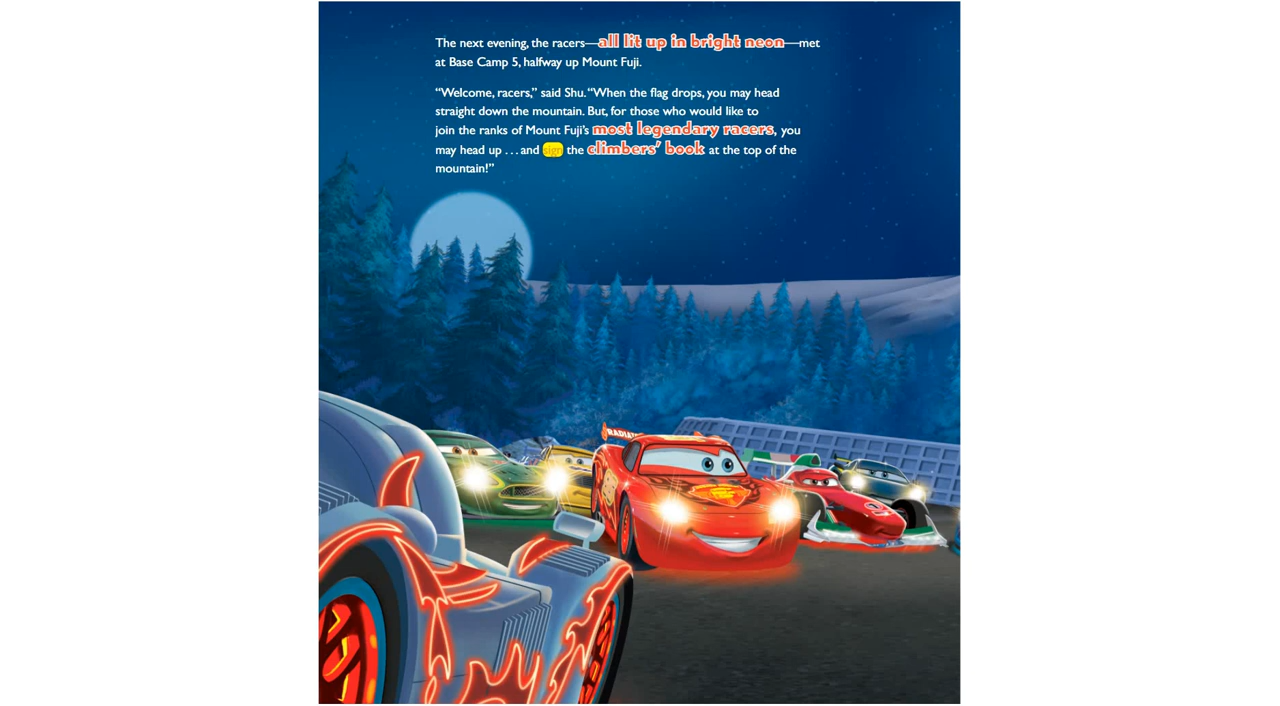 The next evening, the racers—all lit up in bright neon—met
at Base Camp 5, halfway up Mount Fuji.
“Welcome, racers,” said Shu. “When the flag drops, you may head
straight down the mountain. But, for those who would like to
join the ranks of Mount Fuji’s most legendary racers, you
may head up . . . and sign the climbers’ book at the top of the
mountain!”